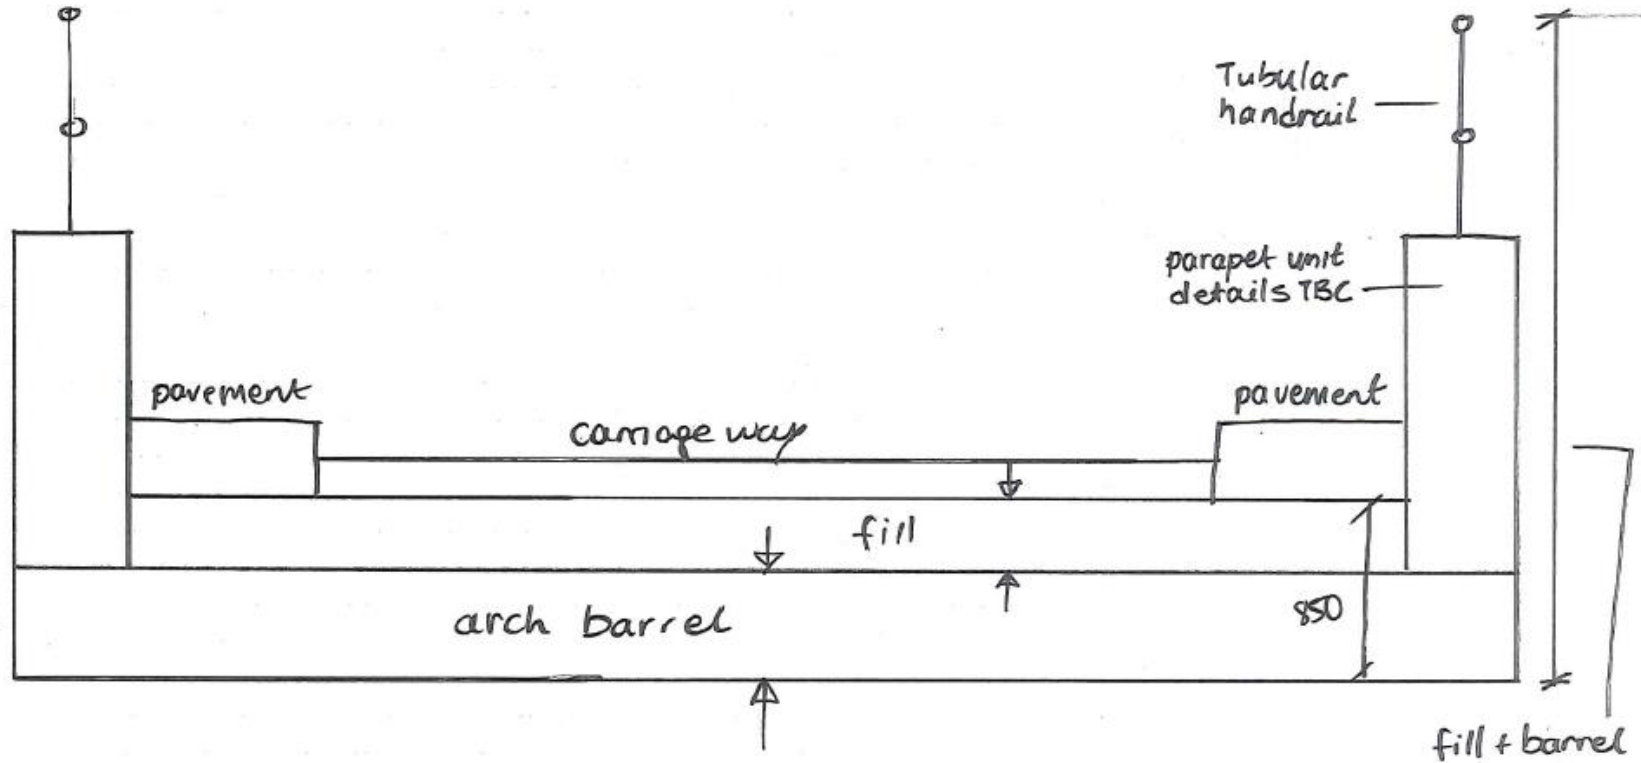 Tubular
handrail
parapet unit
details TBC
pavement
pavement
carriage way
fill
arch barrel
850
fill + barrel